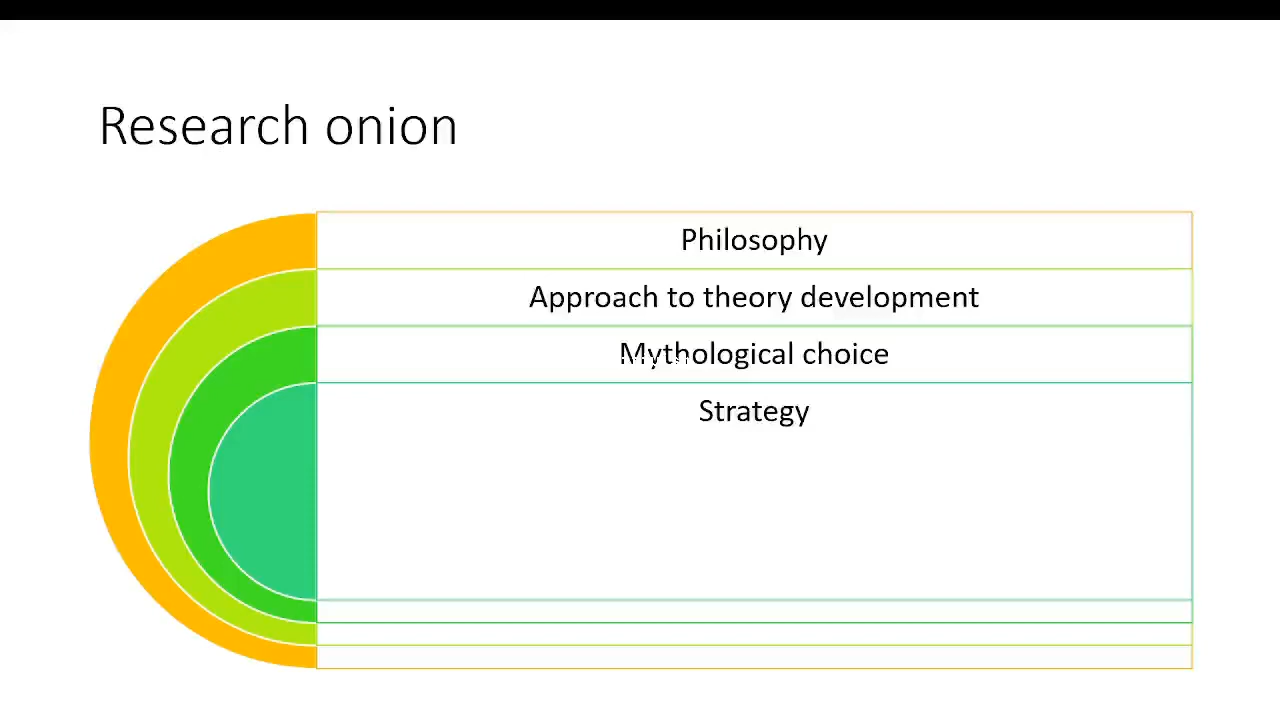 Research onion
Philosophy
Approach to theory development
Mythological choice
Strategy